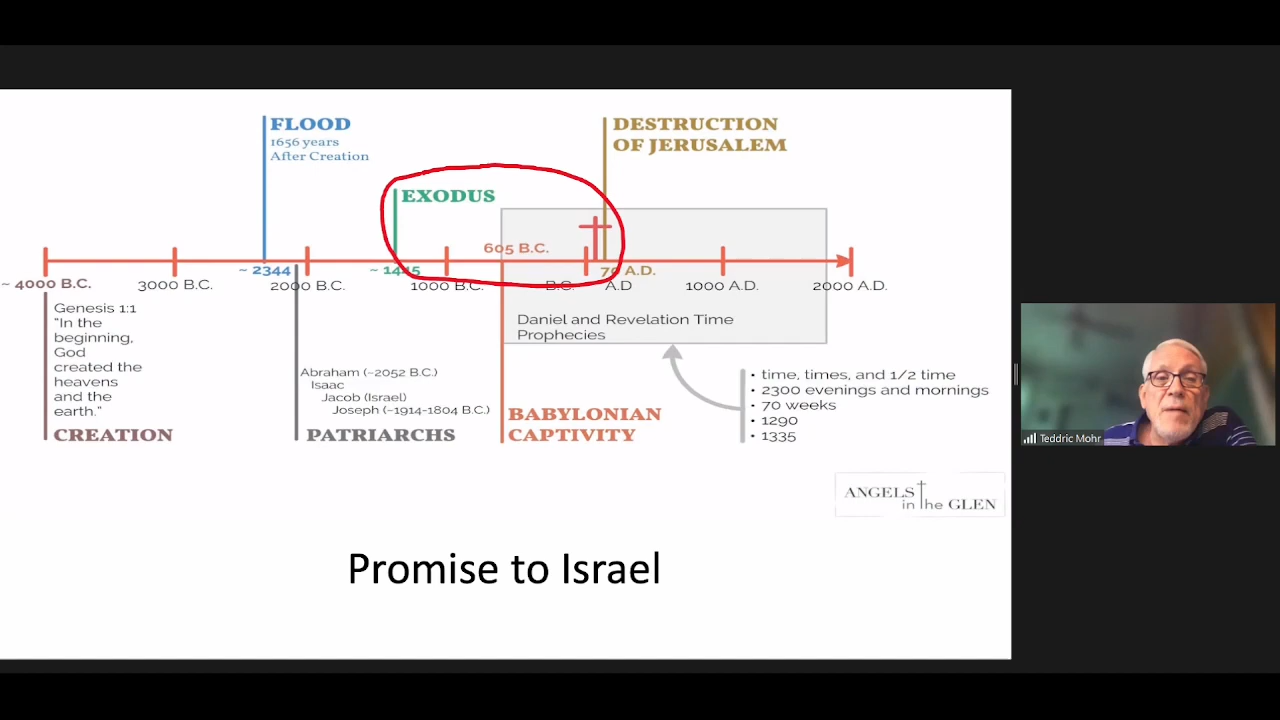 FLOOD
1656 years
After Creation
DESTRUCTION
OF JERUSALEM
EXODUS
605 B.C.
~ 2344
~ 1445
70 A.D.
~ 4000 B.C.
3000 B.C.
2000 B.C.
1000 B.C.
B.C.
A.D
1000 A.D.
2000 A.D.
Genesis 1:1
“In the
beginning,
God
created the
heavens
and the
earth.”
CREATION
Abraham (~2052 B.C.)
Isaac
Jacob (Israel)
Joseph (~1914-1804 B.C.)
PATRIARCHS
BABYLONIAN
CAPTIVITY
Daniel and Revelation Time
Prophecies
• time, times, and 1/2 time
• 2300 evenings and mornings
• 70 weeks
• 1290
• 1335
ANGELS
in the GLEN
Promise to Israel
Teddric Mohr